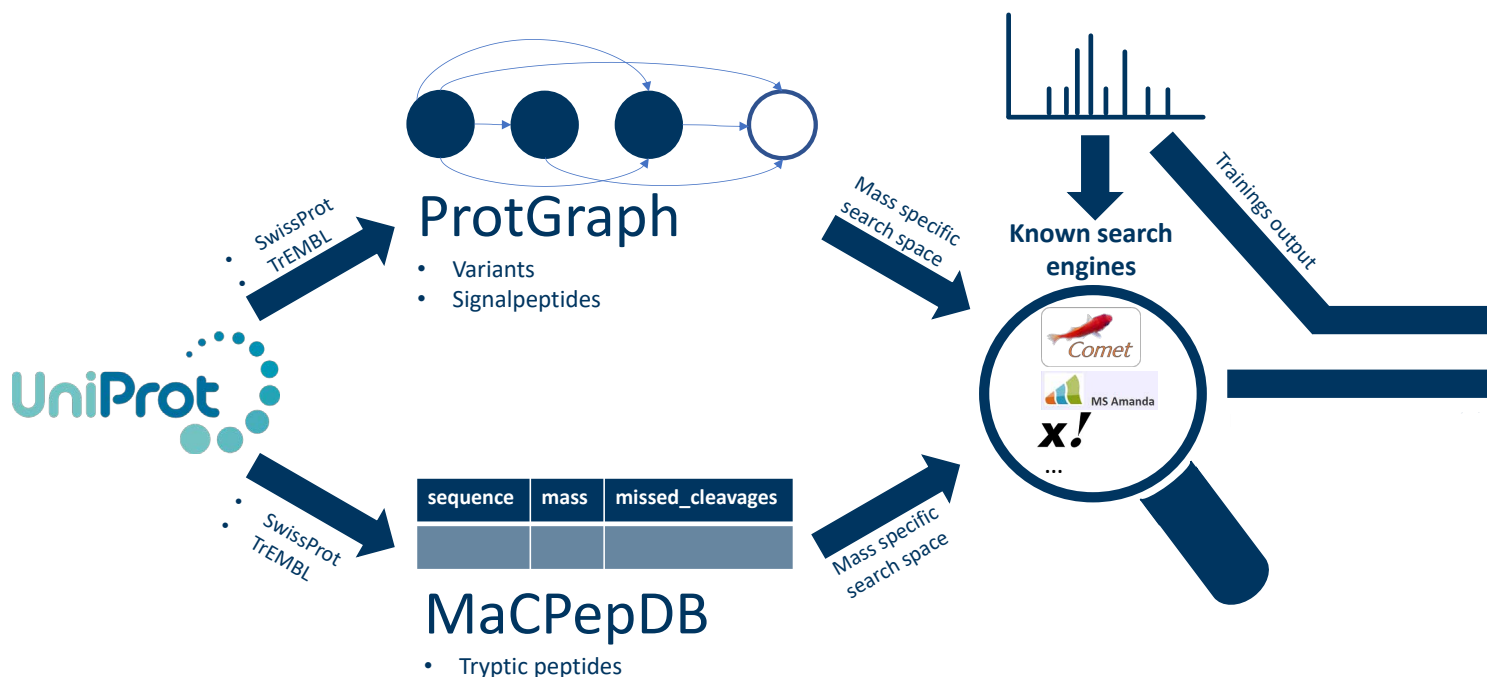 SwissProt
TrEMBL
ProtGraph
• Variants
• Signalpeptides
Mass specific
search space
Known search
engines
Trainings output
Comet
MS Amanda
X!
...
UniProt
SwissProt
TrEMBL
sequence mass missed_cleavages
MaCPepDB
• Tryptic peptides
Mass specific
search space